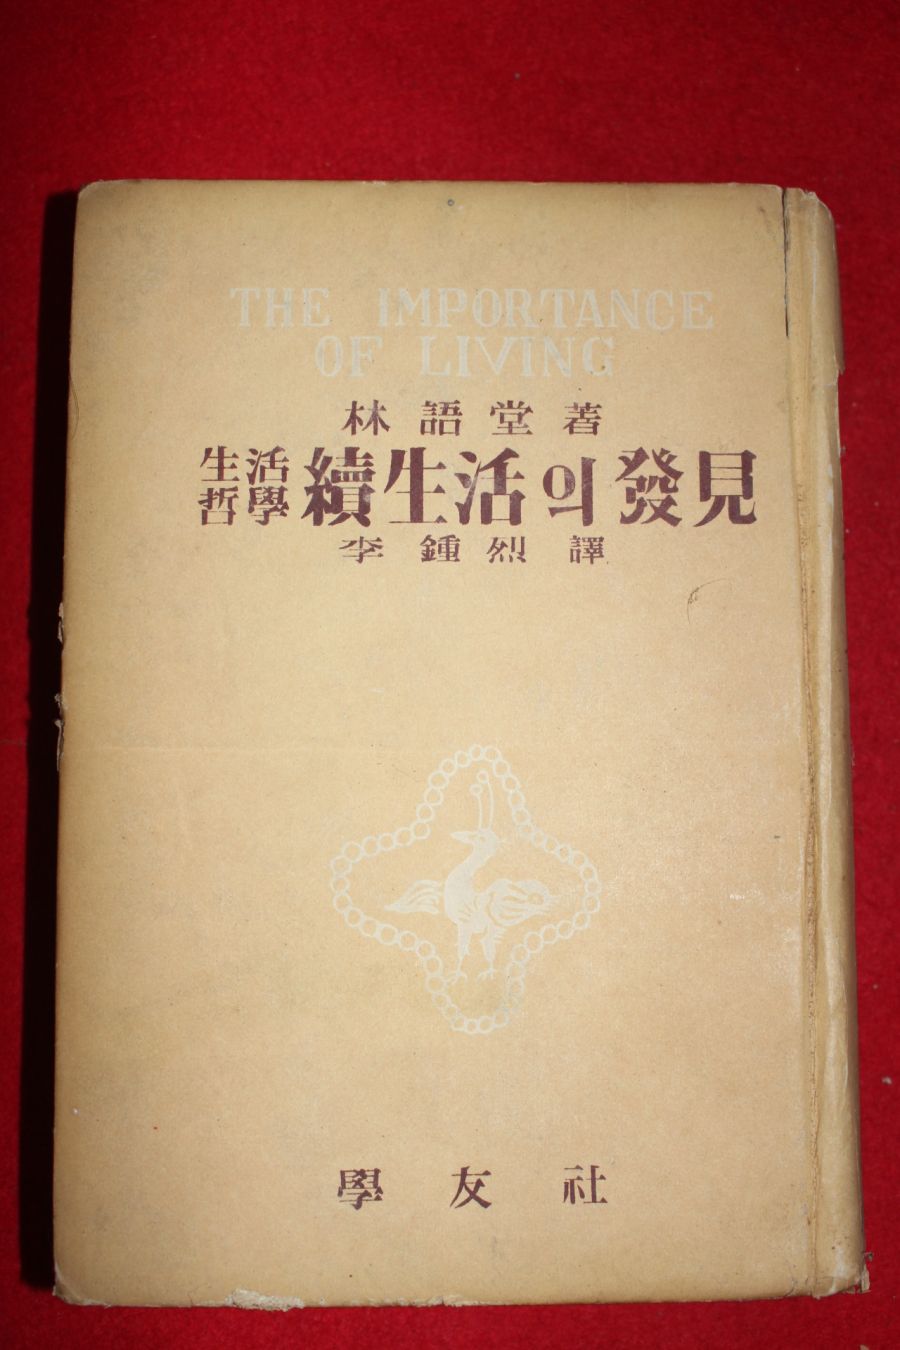 THE IMPORTANCE
OF LIVING
林語堂著
生活哲學 續生活의發見
李鍾烈譯
學友社